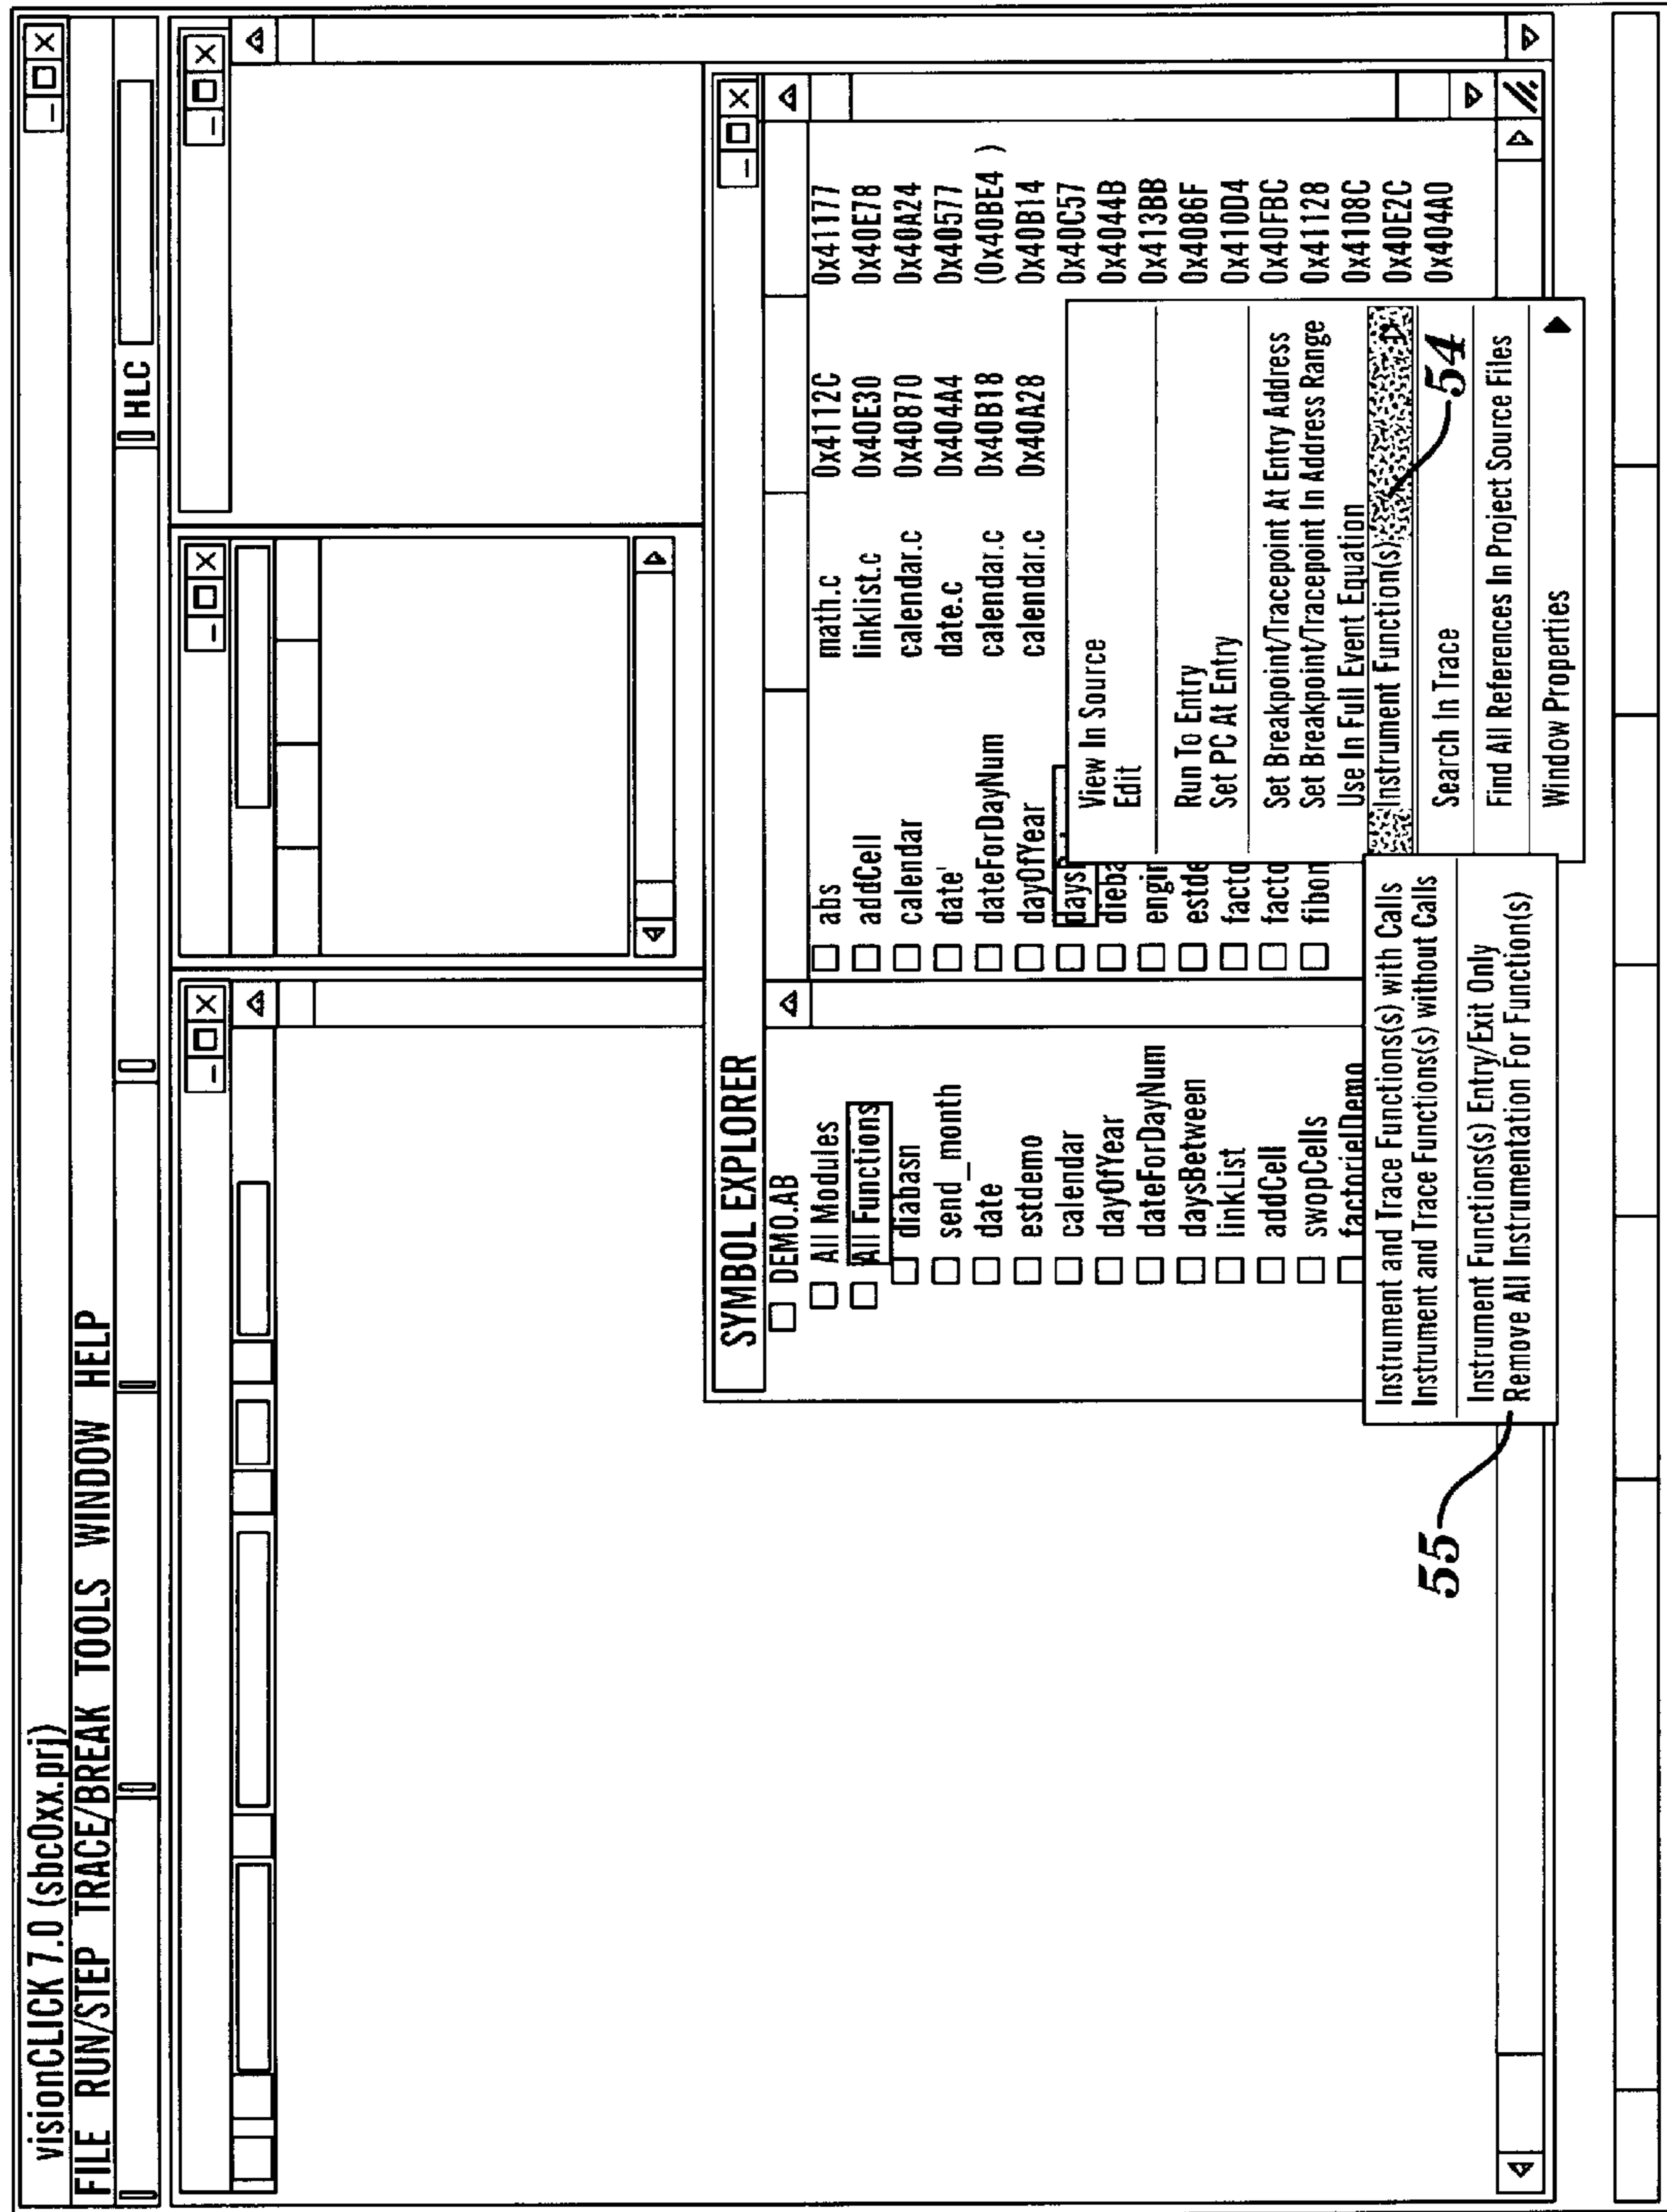 visionCLICK 7.0 (sbc0xx.prj)
FILE RUN/STEP TRACE/BREAK TOOLS WINDOW HELP
HLC
SYMBOL EXPLORER
DEMO.AB
All Modules
All Functions
diabasn
send_month
date
estdemo
calendar
dayOfYear
dateForDayNum
daysBetween
linkList
addCell
swopCells
factorielDemo
abs math.c 0x4112C 0x41177
addCell linklist.c 0x40E30 0x40E78
calendar calendar.c 0x40870 0x40A24
date' date.c 0x404A4 0x40577
dateForDayNum calendar.c 0x40B18 (0x40BE4 )
dayOfYear calendar.c 0x40A28 0x40B14
days 0x40C57
dieba 0x4044B
engin 0x413BB
estde 0x4086F
facto 0x410D4
facto 0x40FBC
fibon 0x41128
0x4108C
0x40E2C
0x404A0
View In Source
Edit
Run To Entry
Set PC At Entry
Set Breakpoint/Tracepoint At Entry Address
Set Breakpoint/Tracepoint In Address Range
Use In Full Event Equation
Instrument Function(s)
Search In Trace
Find All References In Project Source Files
Window Properties
54
Instrument and Trace Functions(s) with Calls
Instrument and Trace Functions(s) without Calls
Instrument Functions(s) Entry/Exit Only
Remove All Instrumentation For Function(s)
55